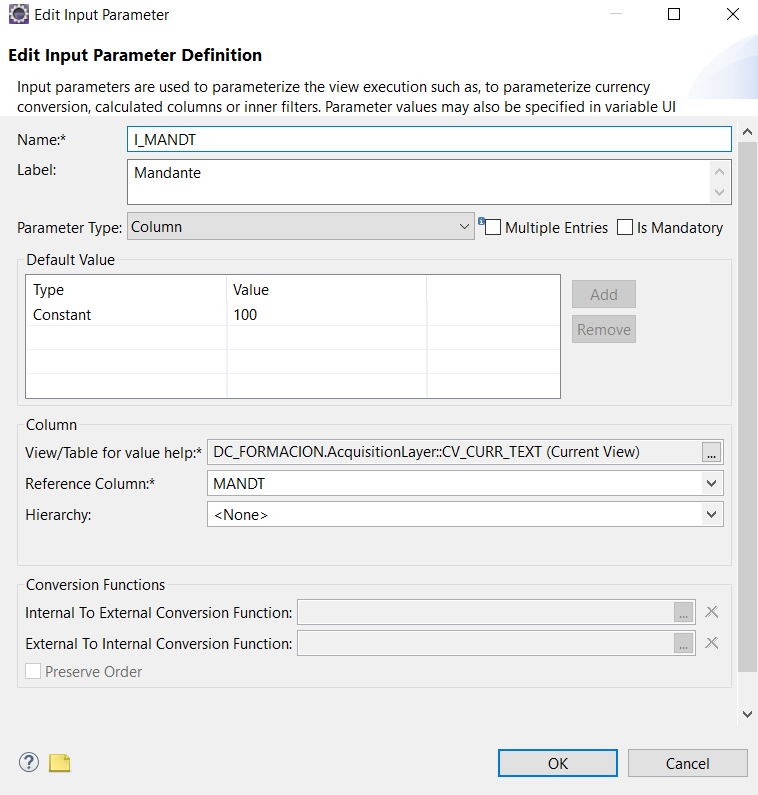 Edit Input Parameter
Edit Input Parameter Definition
Input parameters are used to parameterize the view execution such as, to parameterize currency
conversion, calculated columns or inner filters. Parameter values may also be specified in variable UI
Name:* I_MANDT
Label: Mandante
Parameter Type: Column Multiple Entries Is Mandatory
Default Value
Type Value
Constant 100
Add
Remove
Column
View/Table for value help:* DC_FORMACION.AcquisitionLayer::CV_CURR_TEXT (Current View) ...
Reference Column:* MANDT
Hierarchy: <None>
Conversion Functions
Internal To External Conversion Function: ...
External To Internal Conversion Function: ...
Preserve Order
? OK Cancel